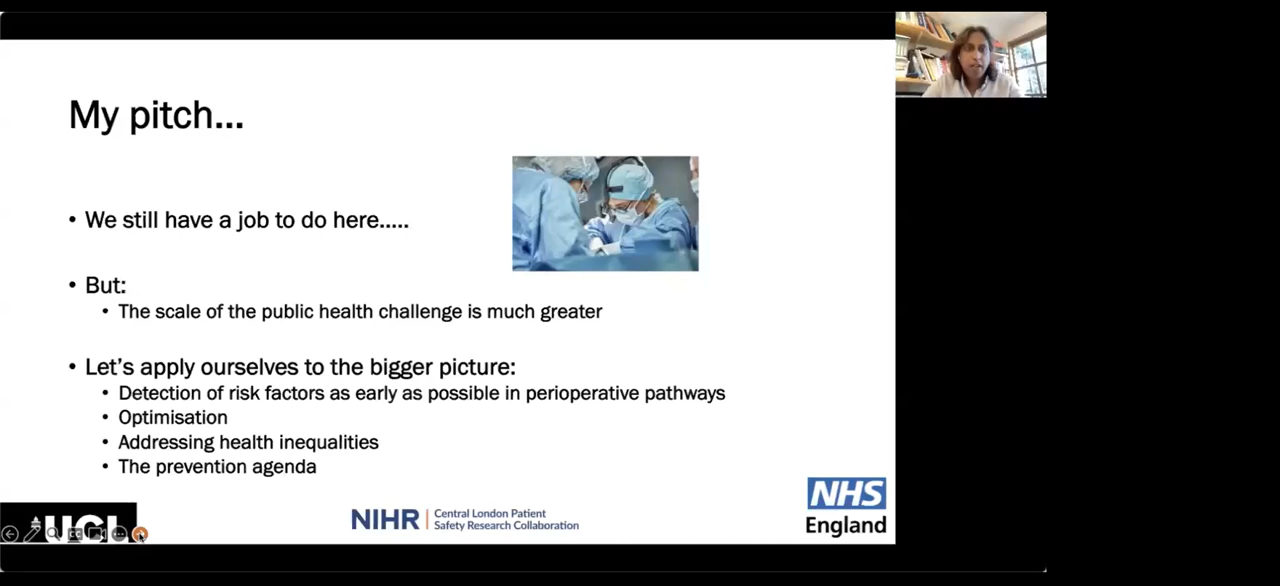 My pitch...
• We still have a job to do here.....
• But:
• The scale of the public health challenge is much greater
• Let's apply ourselves to the bigger picture:
• Detection of risk factors as early as possible in perioperative pathways
• Optimisation
• Addressing health inequalities
• The prevention agenda
UCL
NIHR | Central London Patient
Safety Research Collaboration
NHS
England